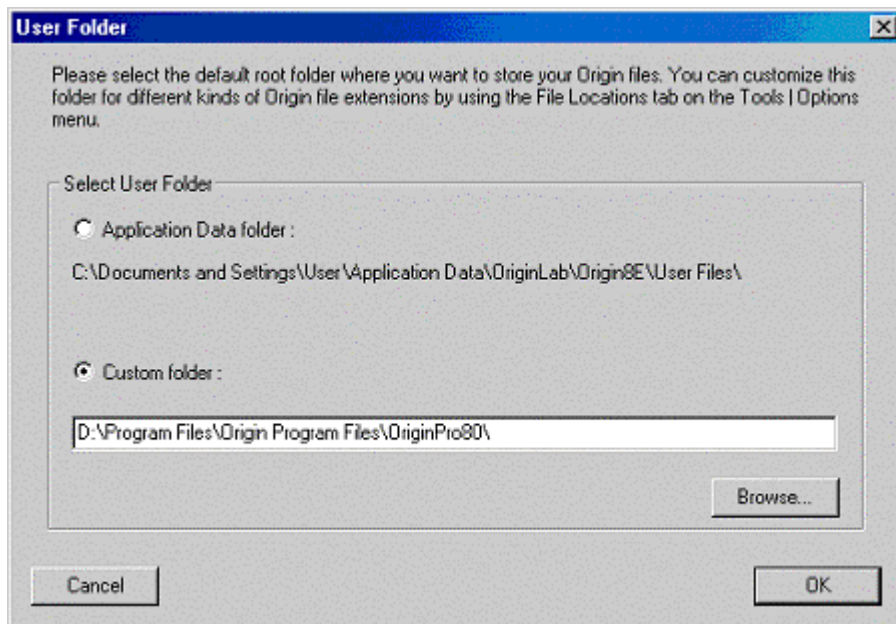 User Folder
Please select the default root folder where you want to store your Origin files. You can customize this
folder for different kinds of Origin file extensions by using the File Locations tab on the Tools | Options
menu.
Select User Folder
Application Data folder :
C:\Documents and Settings\User\Application Data\OriginLab\Origin8E\User Files\
Custom folder :
D:\Program Files\Origin Program Files\OriginPro80\
Browse...
Cancel
OK